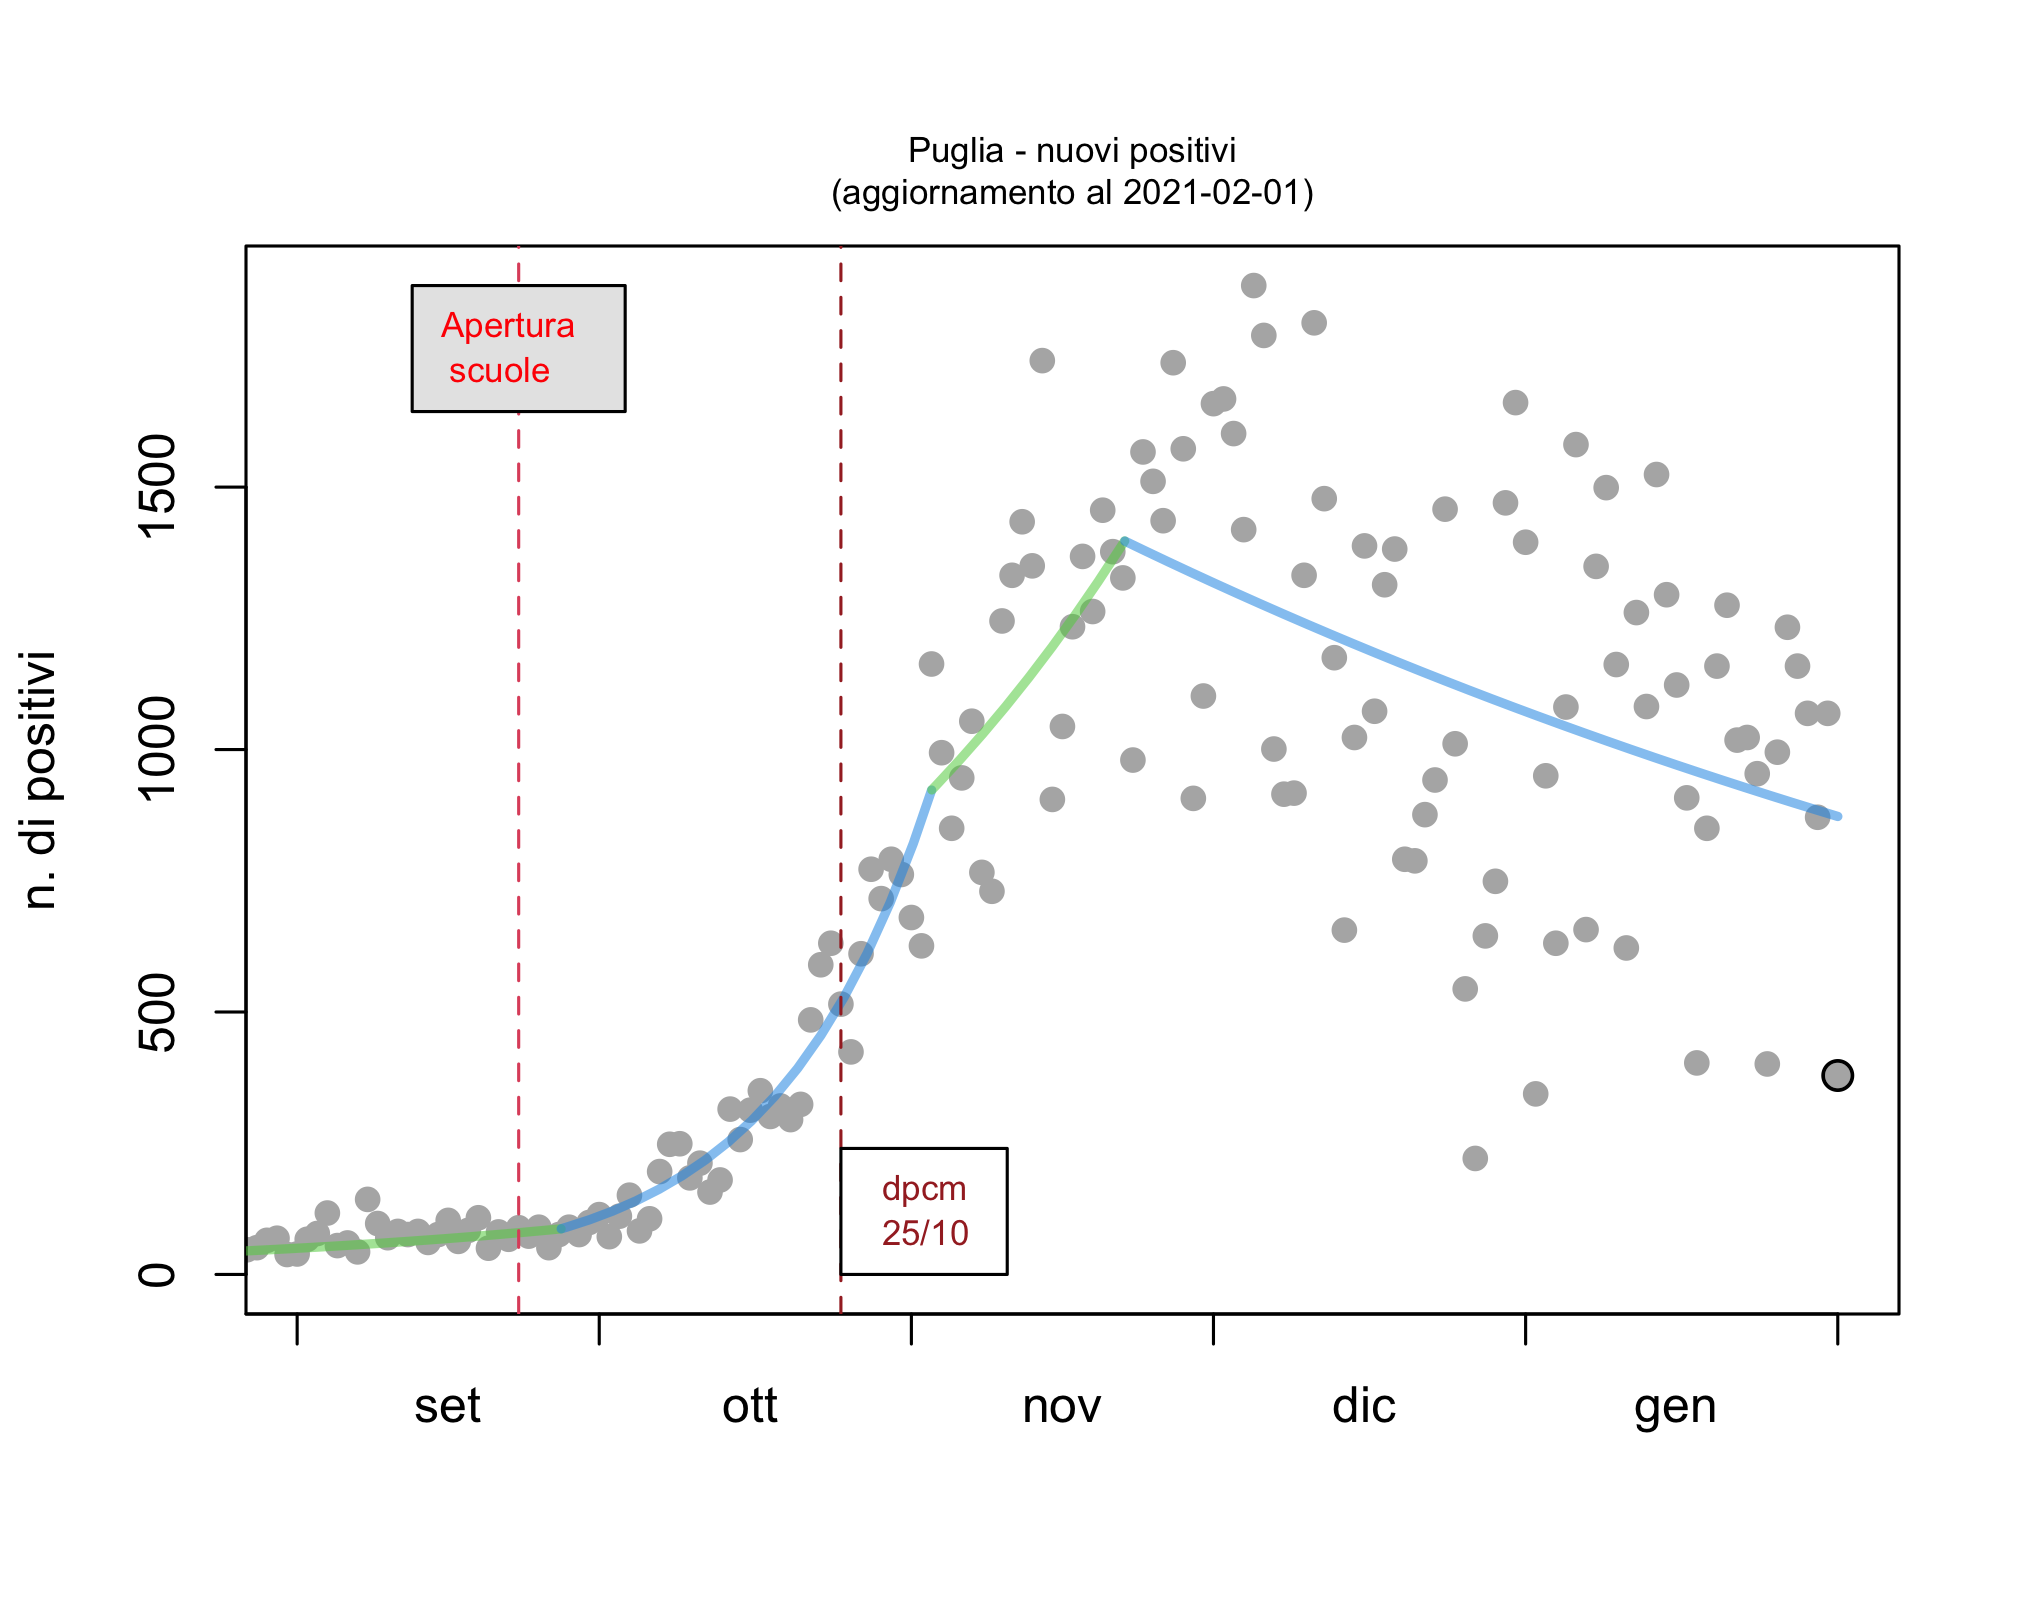 Puglia - nuovi positivi
(aggiornamento al 2021-02-01)
Apertura
scuole
n. di positivi
1500
1000
500
0
dpcm
25/10
set ott nov dic gen